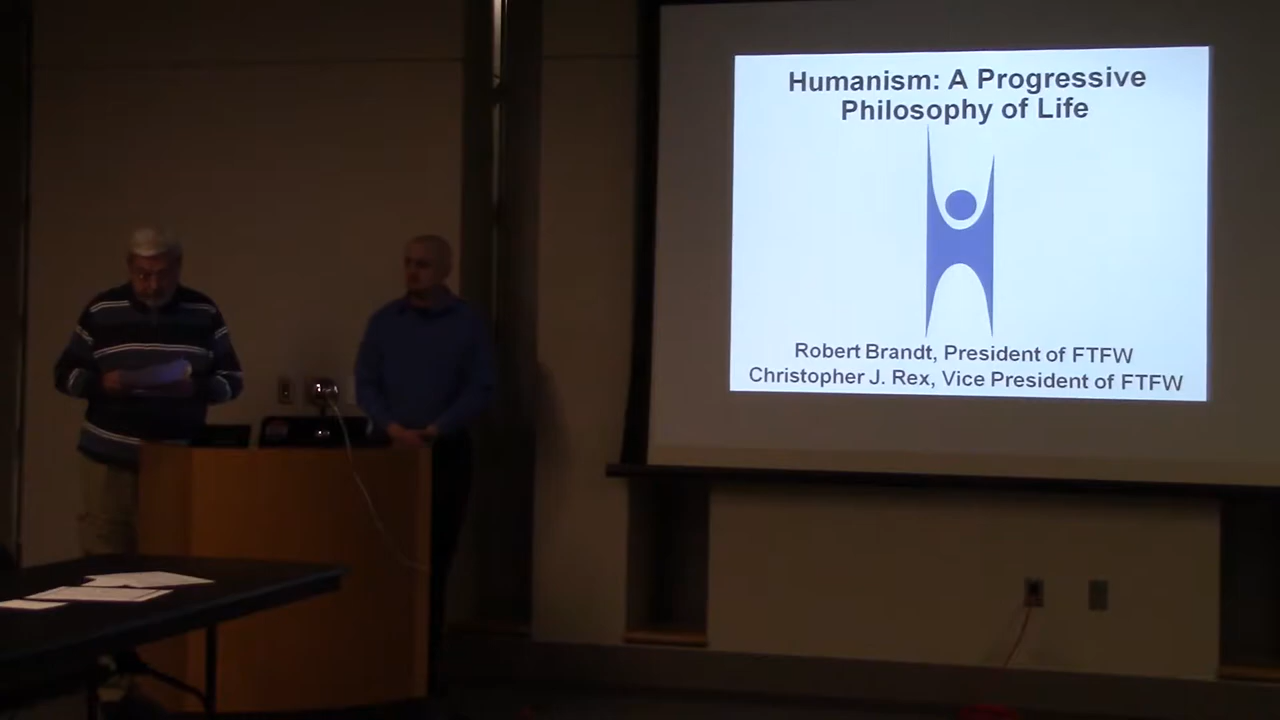 Humanism: A Progressive
Philosophy of Life
Robert Brandt, President of FTFW
Christopher J. Rex, Vice President of FTFW